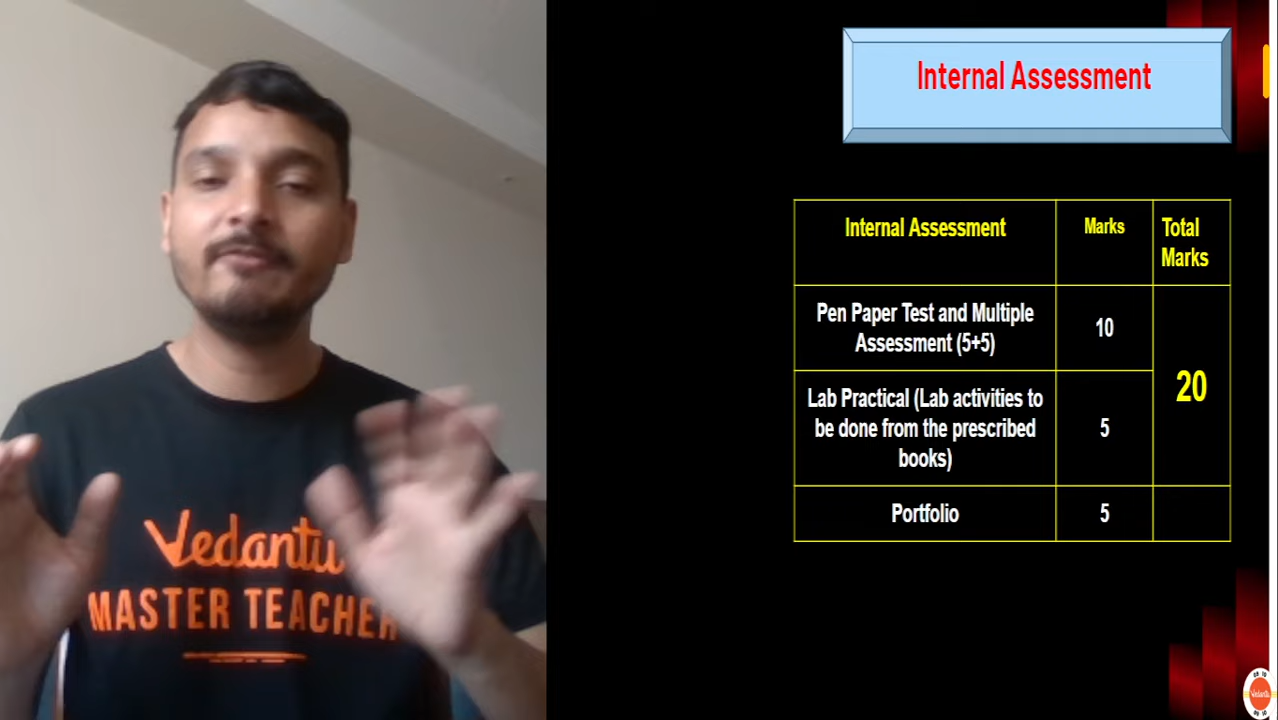 Internal Assessment
Internal Assessment
Marks
Total
Marks
Pen Paper Test and Multiple
Assessment (5+5)
10
Lab Practical (Lab activities to
be done from the prescribed
books)
5
20
Portfolio
5
Vedantu
MASTER TEACHER
Vedantu